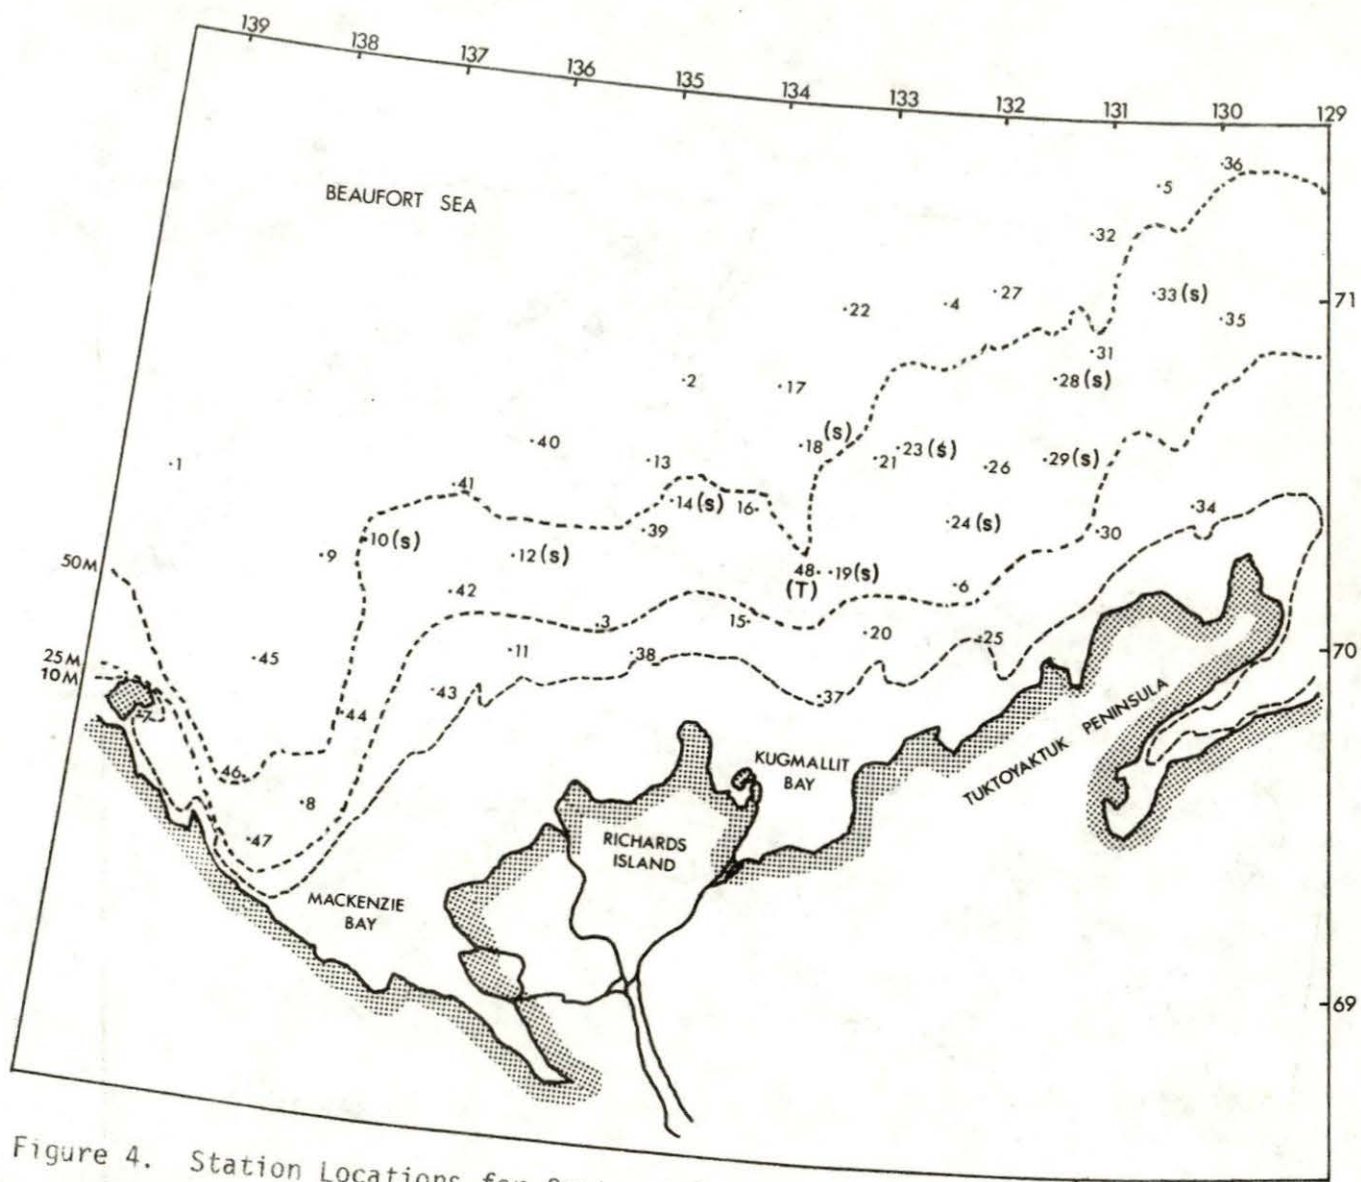 139
138
137
136
135
134
133
132
131
130
129
BEAUFORT SEA
.36
.5
.32
.33(s)
71
.22
.4
.27
.35
.31
.28(s)
.2
.17
(s)
.18
.40
.13
.21
.23(s)
.26
.29(s)
.1
41
.14(s)
16.
.39
.24(s)
.30
.34
.10(s)
.9
.12(s)
50M
48.
.19(s)
(T)
.42
.6
.3
15.
.20
.25
.11
.38
70
25M
10M
.45
.43
.37
.7
.44
TUKTOYAKTUK PENINSULA
KUGMALLIT
BAY
46.
.8
.47
RICHARDS
ISLAND
MACKENZIE
BAY
69
Figure 4. Station Locations for